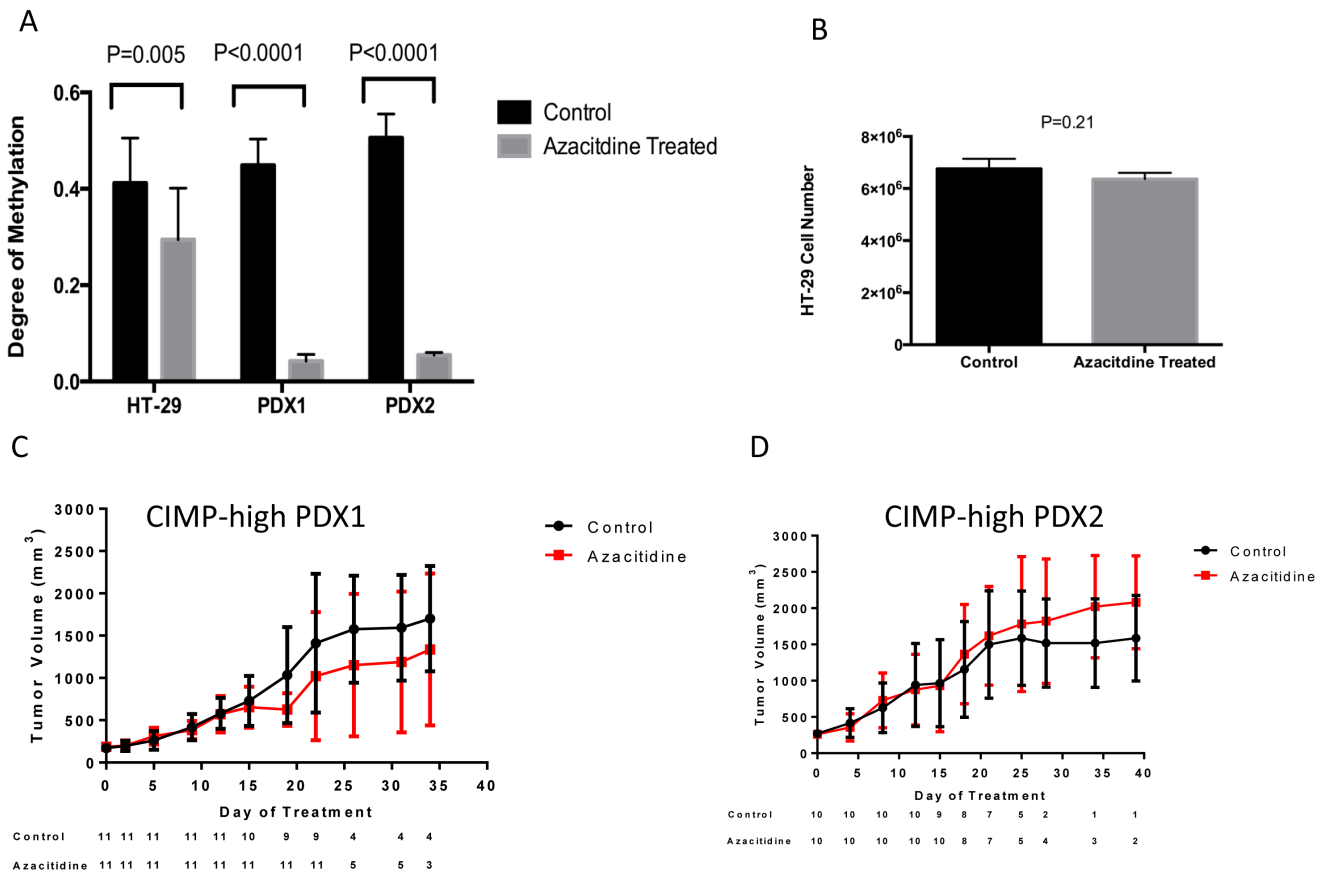 A
P=0.005 P<0.0001 P<0.0001
0.6
0.4
0.2
0.0
Degree of Methylation
HT-29 PDX1 PDX2
Control
Azacitdine Treated
B
P=0.21
8×10⁶
6×10⁶
4×10⁶
2×10⁶
0
HT-29 Cell Number
Control Azacitdine Treated
C
CIMP-high PDX1
3000
2500
2000
1500
1000
500
0
Tumor Volume (mm³)
0 5 10 15 20 25 30 35 40
Day of Treatment
Control
Azacitidine
Control 11 11 11 11 11 10 9 9 4 4 4
Azacitidine 11 11 11 11 11 11 11 11 5 5 3
D
CIMP-high PDX2
3000
2500
2000
1500
1000
500
0
Tumor Volume (mm³)
0 5 10 15 20 25 30 35 40
Day of Treatment
Control
Azacitidine
Control 10 10 10 10 9 8 7 5 2 1 1
Azacitidine 10 10 10 10 10 8 7 5 4 3 2